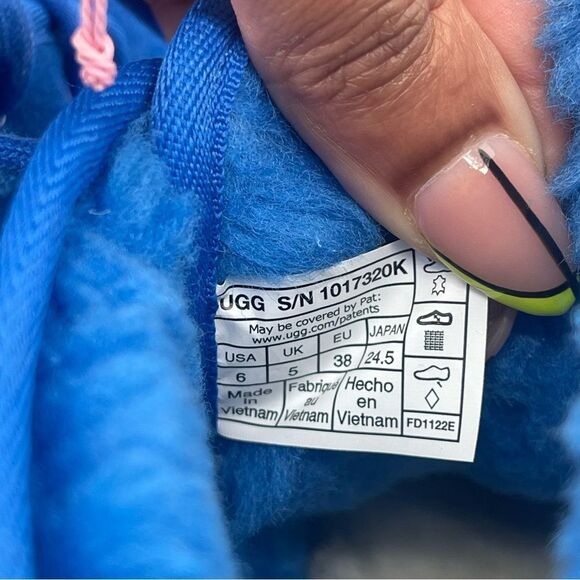 UGG S/N 1017320K
May be covered by Pat:
www.ugg.com/patents
USA UK EU JAPAN
6 5 38 24.5
Made in Vietnam
Fabriqué au Vietnam
Hecho en Vietnam
FD1122E